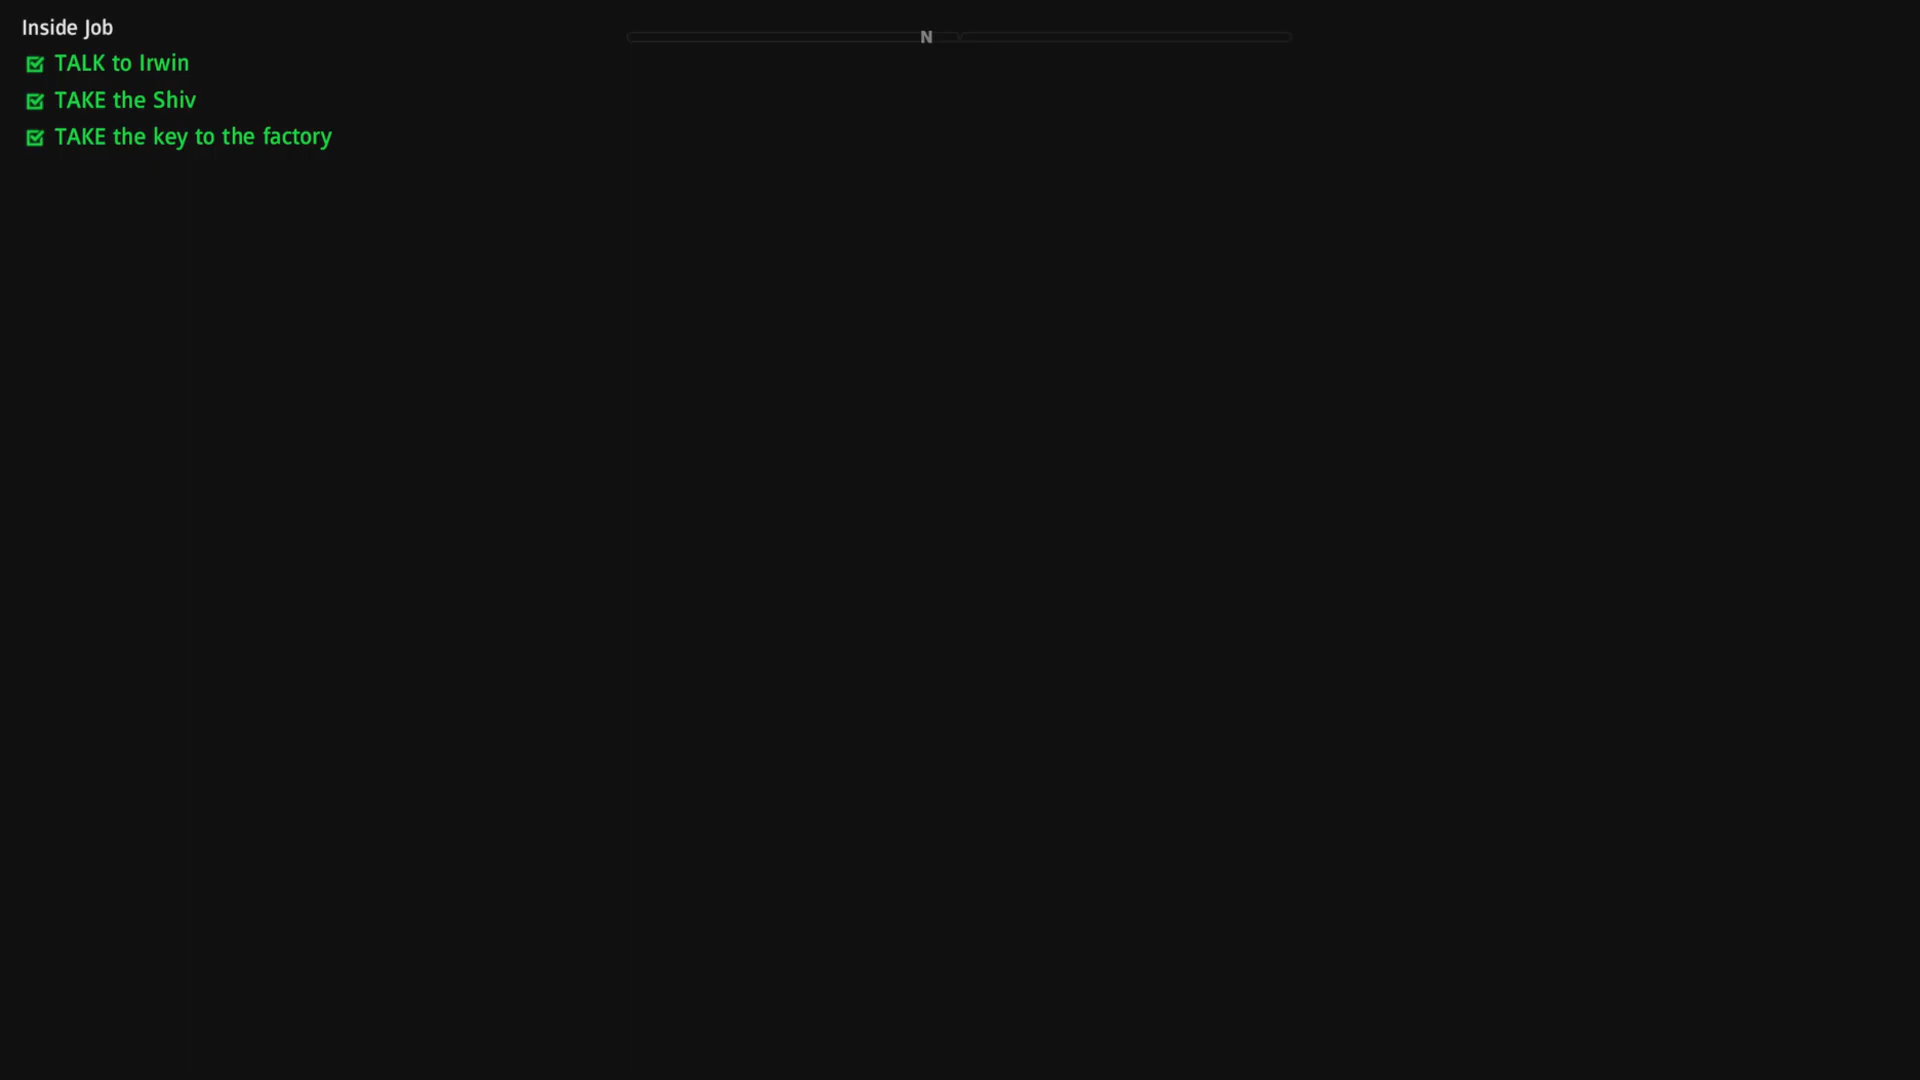 Inside Job
N
TALK to Irwin
TAKE the Shiv
TAKE the key to the factory